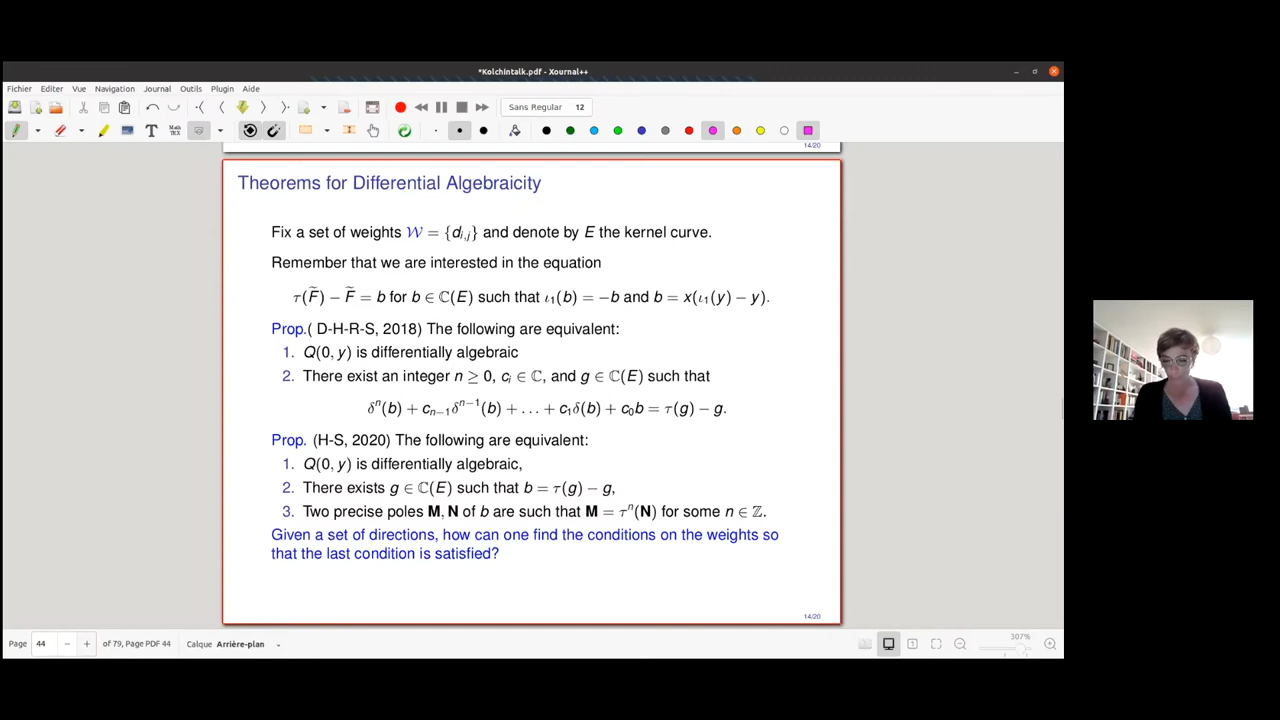 *Kolchintalk.pdf - Xournal++
Fichier Editer Vue Navigation Journal Outils Plugin Aide
Sans Regular 12
14/20
Theorems for Differential Algebraicity
Fix a set of weights 𝒲 = {d_{i,j}} and denote by E the kernel curve.
Remember that we are interested in the equation
τ(F̃) − F̃ = b for b ∈ ℂ(E) such that ι₁(b) = −b and b = x(ι₁(y) − y).
Prop.( D-H-R-S, 2018) The following are equivalent:
1. Q(0, y) is differentially algebraic
2. There exist an integer n ≥ 0, cᵢ ∈ ℂ, and g ∈ ℂ(E) such that
δⁿ(b) + cₙ₋₁δⁿ⁻¹(b) + … + c₁δ(b) + c₀b = τ(g) − g.
Prop. (H-S, 2020) The following are equivalent:
1. Q(0, y) is differentially algebraic,
2. There exists g ∈ ℂ(E) such that b = τ(g) − g,
3. Two precise poles M, N of b are such that M = τⁿ(N) for some n ∈ ℤ.
Given a set of directions, how can one find the conditions on the weights so
that the last condition is satisfied?
14/20
Page 44 − + of 79, Page PDF 44 Calque Arrière-plan 307%